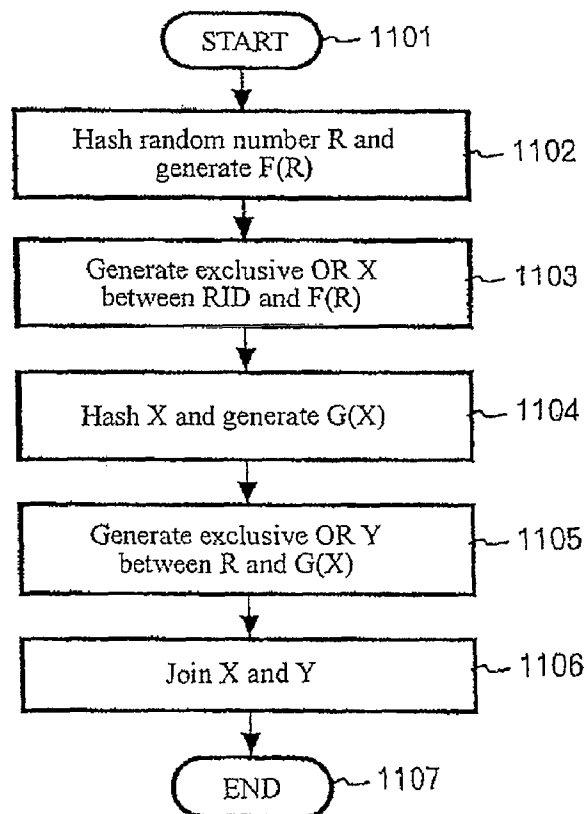 START
1101
Hash random number R and
generate F(R)
1102
Generate exclusive OR X
between RID and F(R)
1103
Hash X and generate G(X)
1104
Generate exclusive OR Y
between R and G(X)
1105
Join X and Y
1106
END
1107